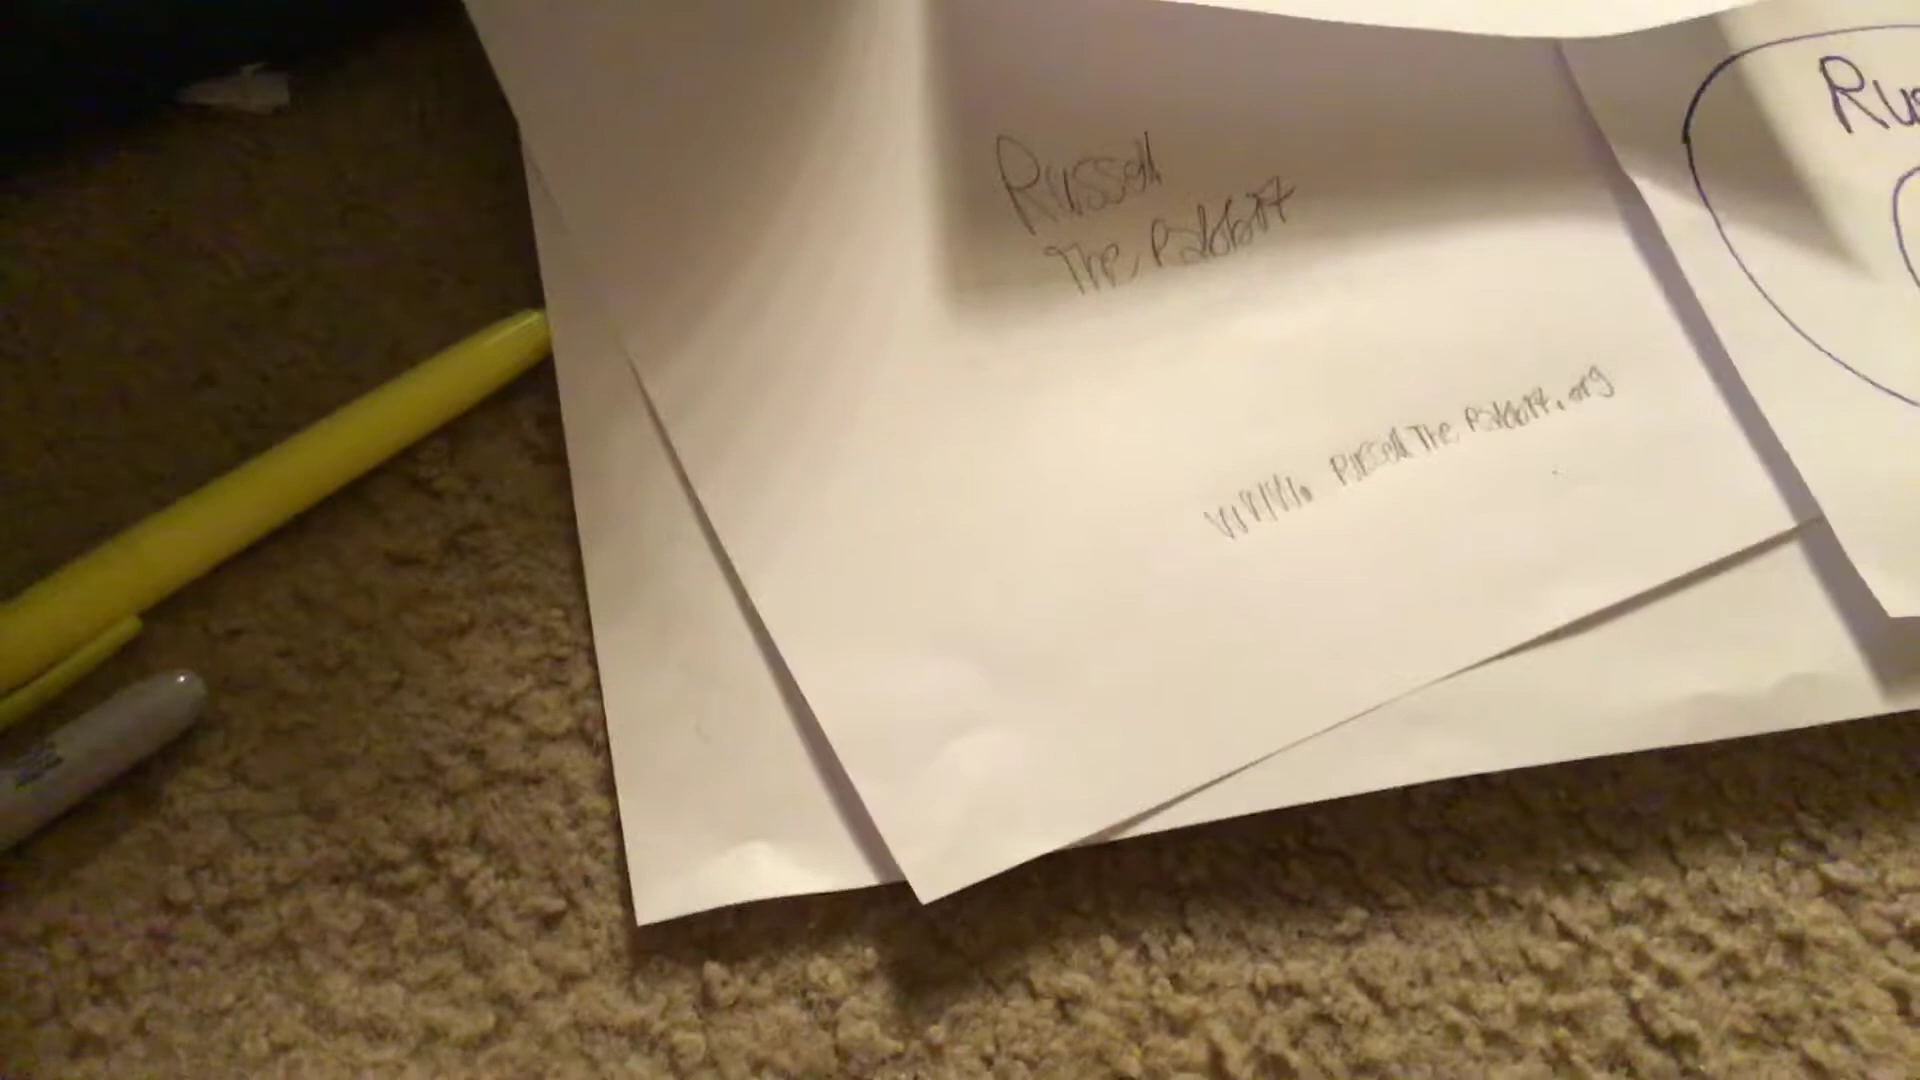 Russell
The Rabbit
WWW. Russell The Rabbit.org
Rus